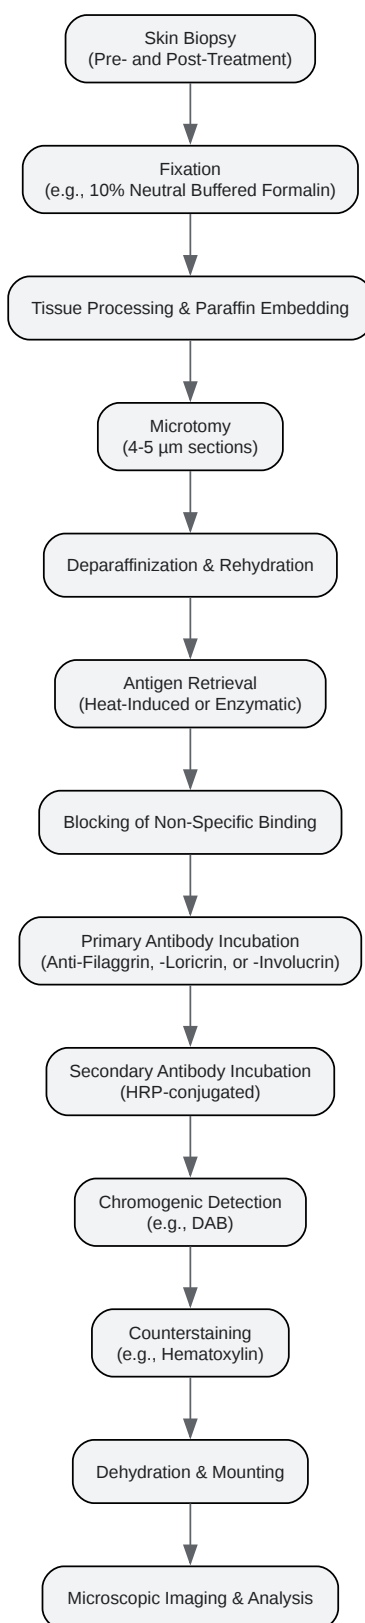 Skin Biopsy
(Pre- and Post-Treatment)
Fixation
(e.g., 10% Neutral Buffered Formalin)
Tissue Processing & Paraffin Embedding
Microtomy
(4-5 µm sections)
Deparaffinization & Rehydration
Antigen Retrieval
(Heat-Induced or Enzymatic)
Blocking of Non-Specific Binding
Primary Antibody Incubation
(Anti-Filaggrin, -Loricrin, or -Involucrin)
Secondary Antibody Incubation
(HRP-conjugated)
Chromogenic Detection
(e.g., DAB)
Counterstaining
(e.g., Hematoxylin)
Dehydration & Mounting
Microscopic Imaging & Analysis